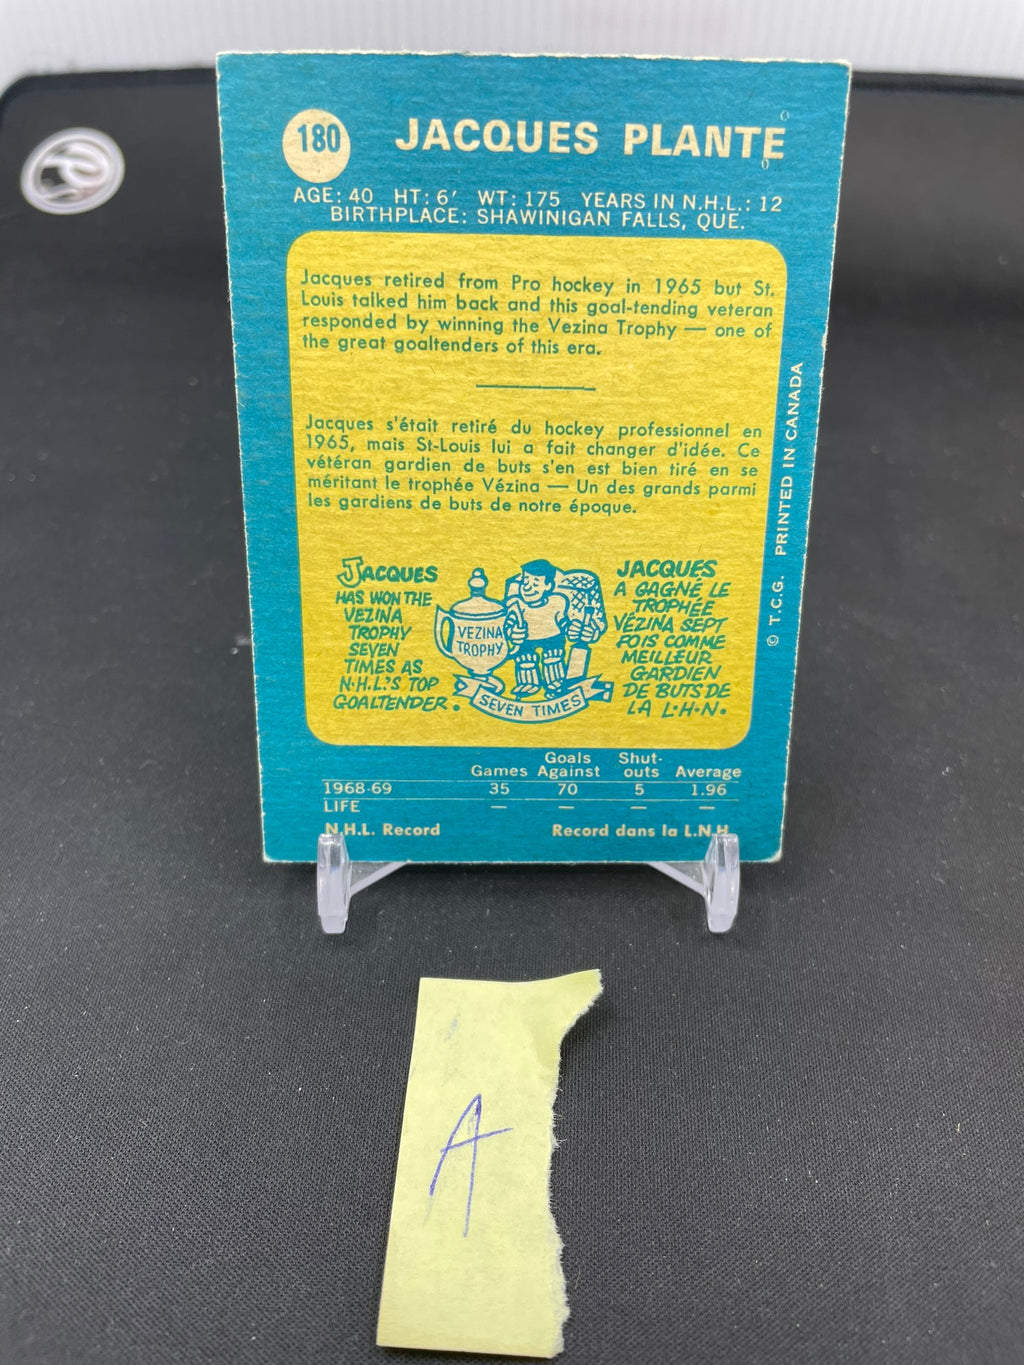 180 JACQUES PLANTE
AGE: 40 HT: 6' WT: 175 YEARS IN N.H.L.: 12
BIRTHPLACE: SHAWINIGAN FALLS, QUE.
Jacques retired from Pro hockey in 1965 but St.
Louis talked him back and this goal-tending veteran
responded by winning the Vezina Trophy — one of
the great goaltenders of this era.
Jacques s'était retiré du hockey professionnel en
1965, mais St-Louis lui a fait changer d'idée. Ce
vétéran gardien de buts s'en est bien tiré en se
méritant le trophée Vézina — Un des grands parmi
les gardiens de buts de notre époque.
JACQUES
HAS WON THE
VEZINA
TROPHY
SEVEN
TIMES AS
N.H.L.'S TOP
GOALTENDER.
VEZINA
TROPHY
SEVEN TIMES
JACQUES
A GAGNÉ LE
TROPHÉE
VÉZINA SEPT
FOIS COMME
MEILLEUR
GARDIEN
DE BUTS DE
LA L.H.N.
© T.C.G. PRINTED IN CANADA
Games Goals Against Shut-outs Average
1968-69 35 70 5 1.96
LIFE — — — —
N.H.L. Record Record dans la L.N.H.
A